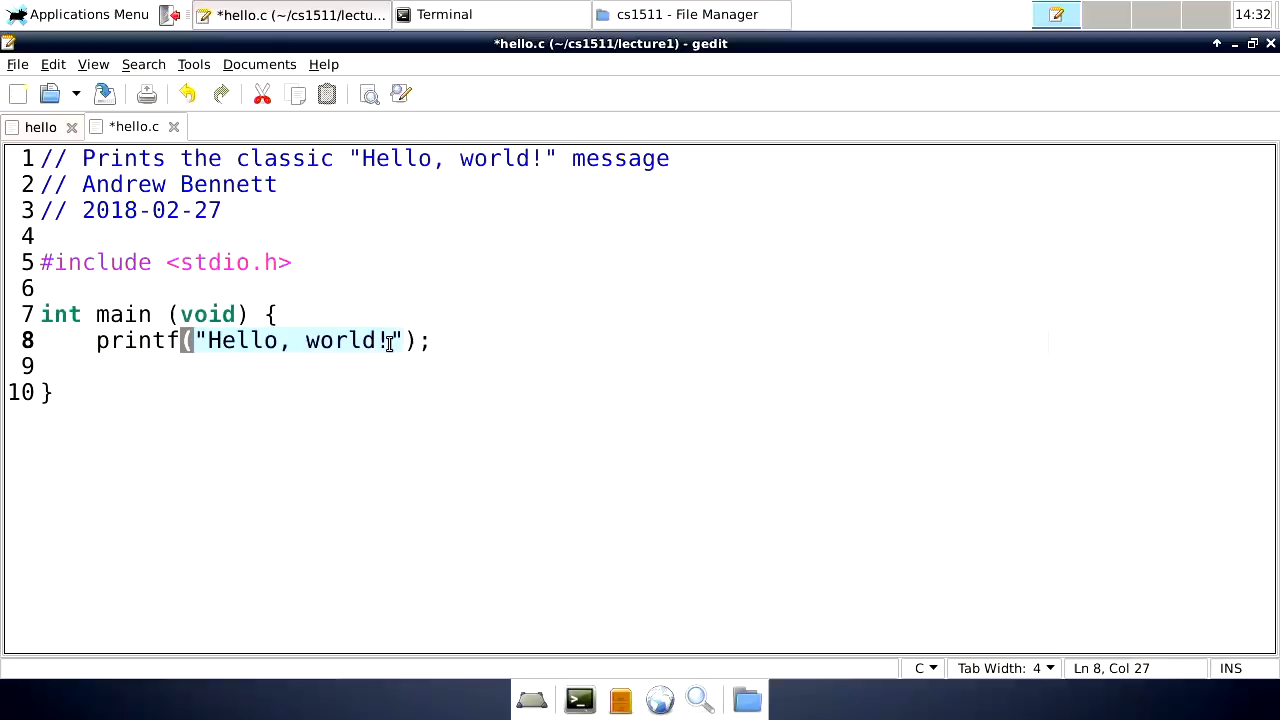 Applications Menu *hello.c (~/cs1511/lectu... Terminal cs1511 - File Manager 14:32
*hello.c (~/cs1511/lecture1) - gedit
File Edit View Search Tools Documents Help
hello *hello.c
1 // Prints the classic "Hello, world!" message
2 // Andrew Bennett
3 // 2018-02-27
4
5 #include <stdio.h>
6
7 int main (void) {
8     printf("Hello, world!");
9
10 }
C Tab Width: 4 Ln 8, Col 27 INS